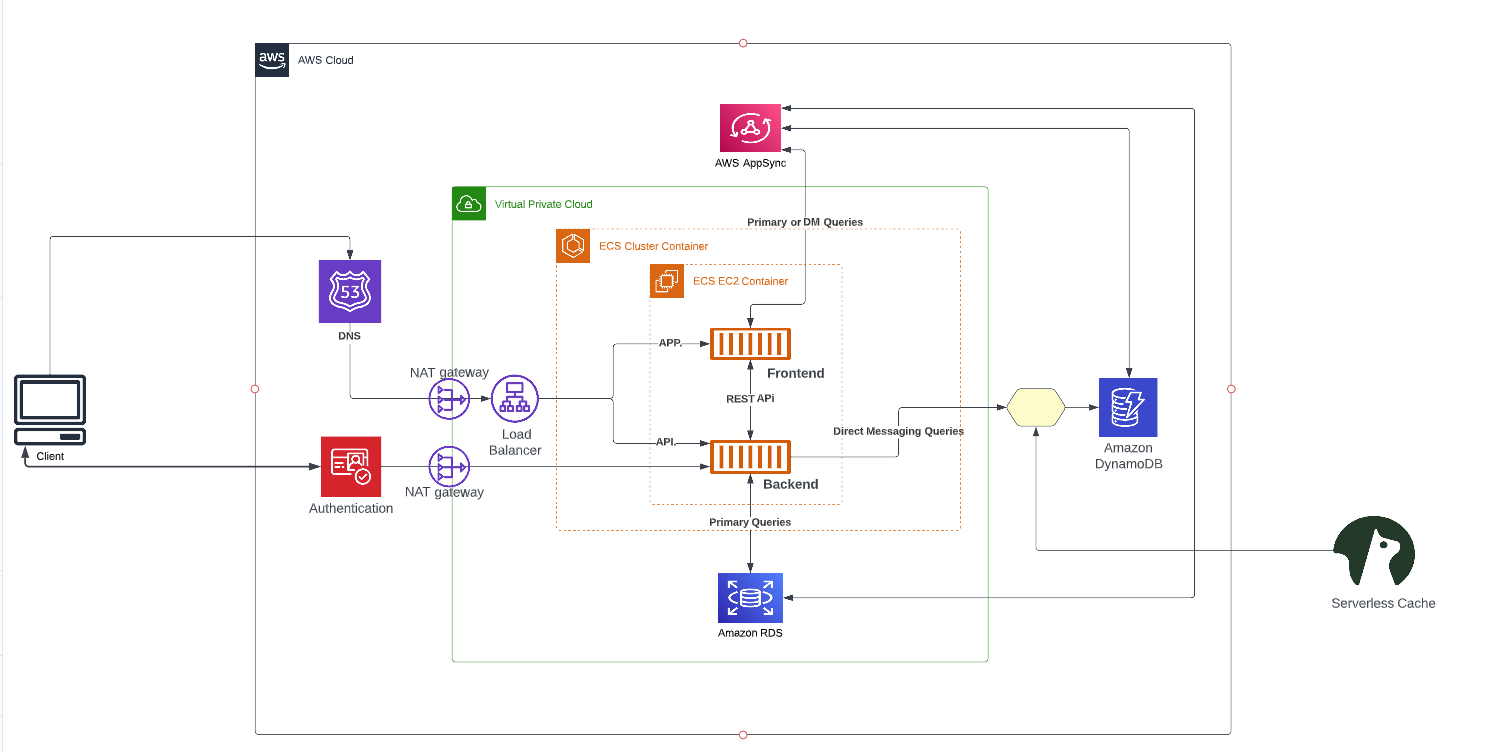 aws
AWS Cloud
AWS AppSync
Virtual Private Cloud
Primary or DM Queries
ECS Cluster Container
ECS EC2 Container
53
DNS
APP.
Frontend
NAT gateway
REST APi
Load
Balancer
Direct Messaging Queries
API.
Client
Amazon
DynamoDB
Backend
NAT gateway
Authentication
Primary Queries
Serverless Cache
Amazon RDS